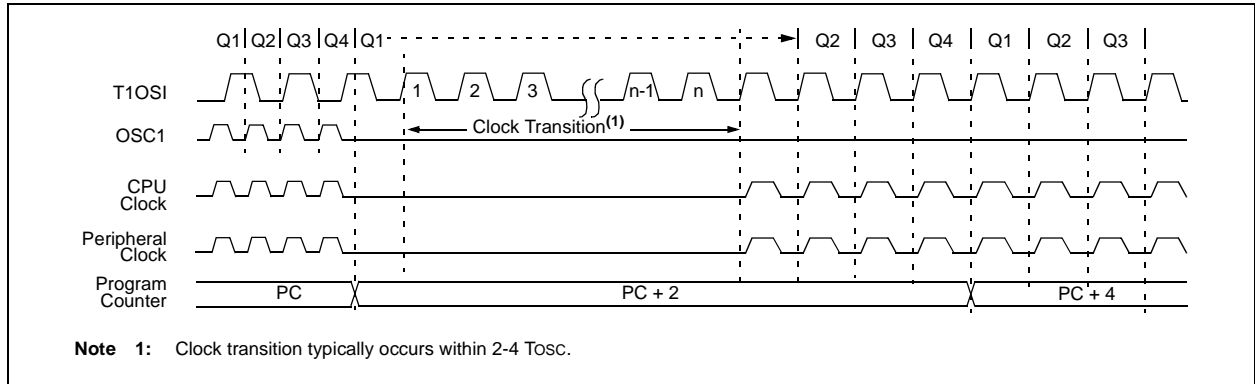 Q1 Q2 Q3 Q4 Q1 Q2 Q3 Q4 Q1 Q2 Q3
T1OSI 1 2 3 n-1 n
Clock Transition(1)
OSC1
CPU
Clock
Peripheral
Clock
Program
Counter
PC PC + 2 PC + 4
Note 1: Clock transition typically occurs within 2-4 TOSC.